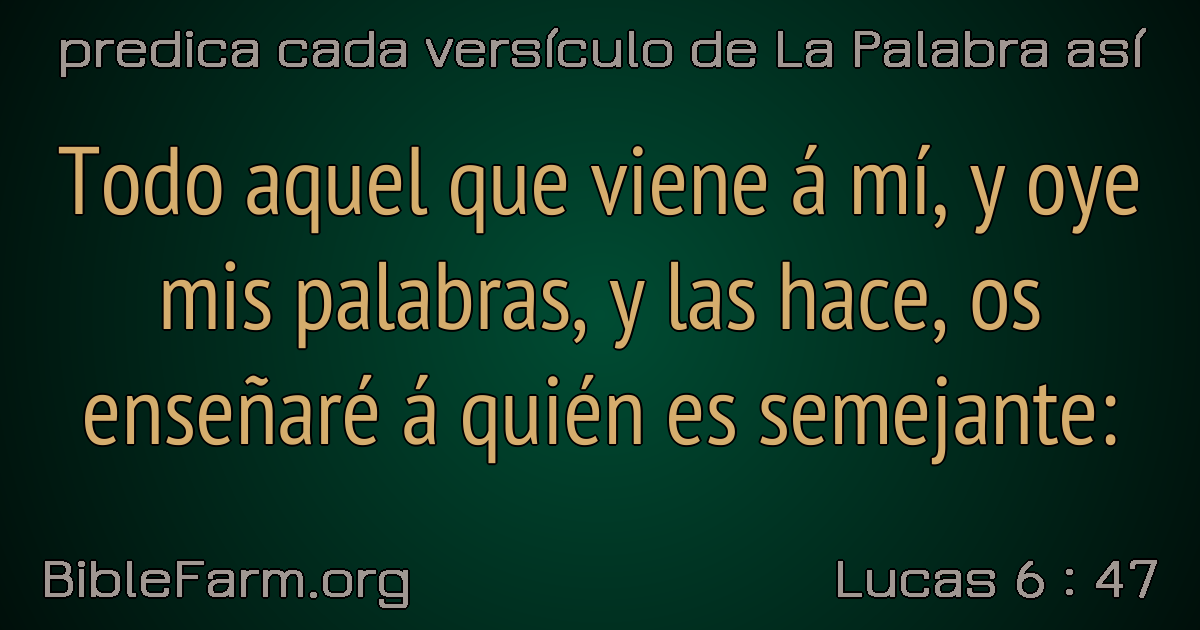 predica cada versículo de La Palabra así
Todo aquel que viene á mí, y oye
mis palabras, y las hace, os
enseñaré á quién es semejante:
BibleFarm.org
Lucas 6 : 47